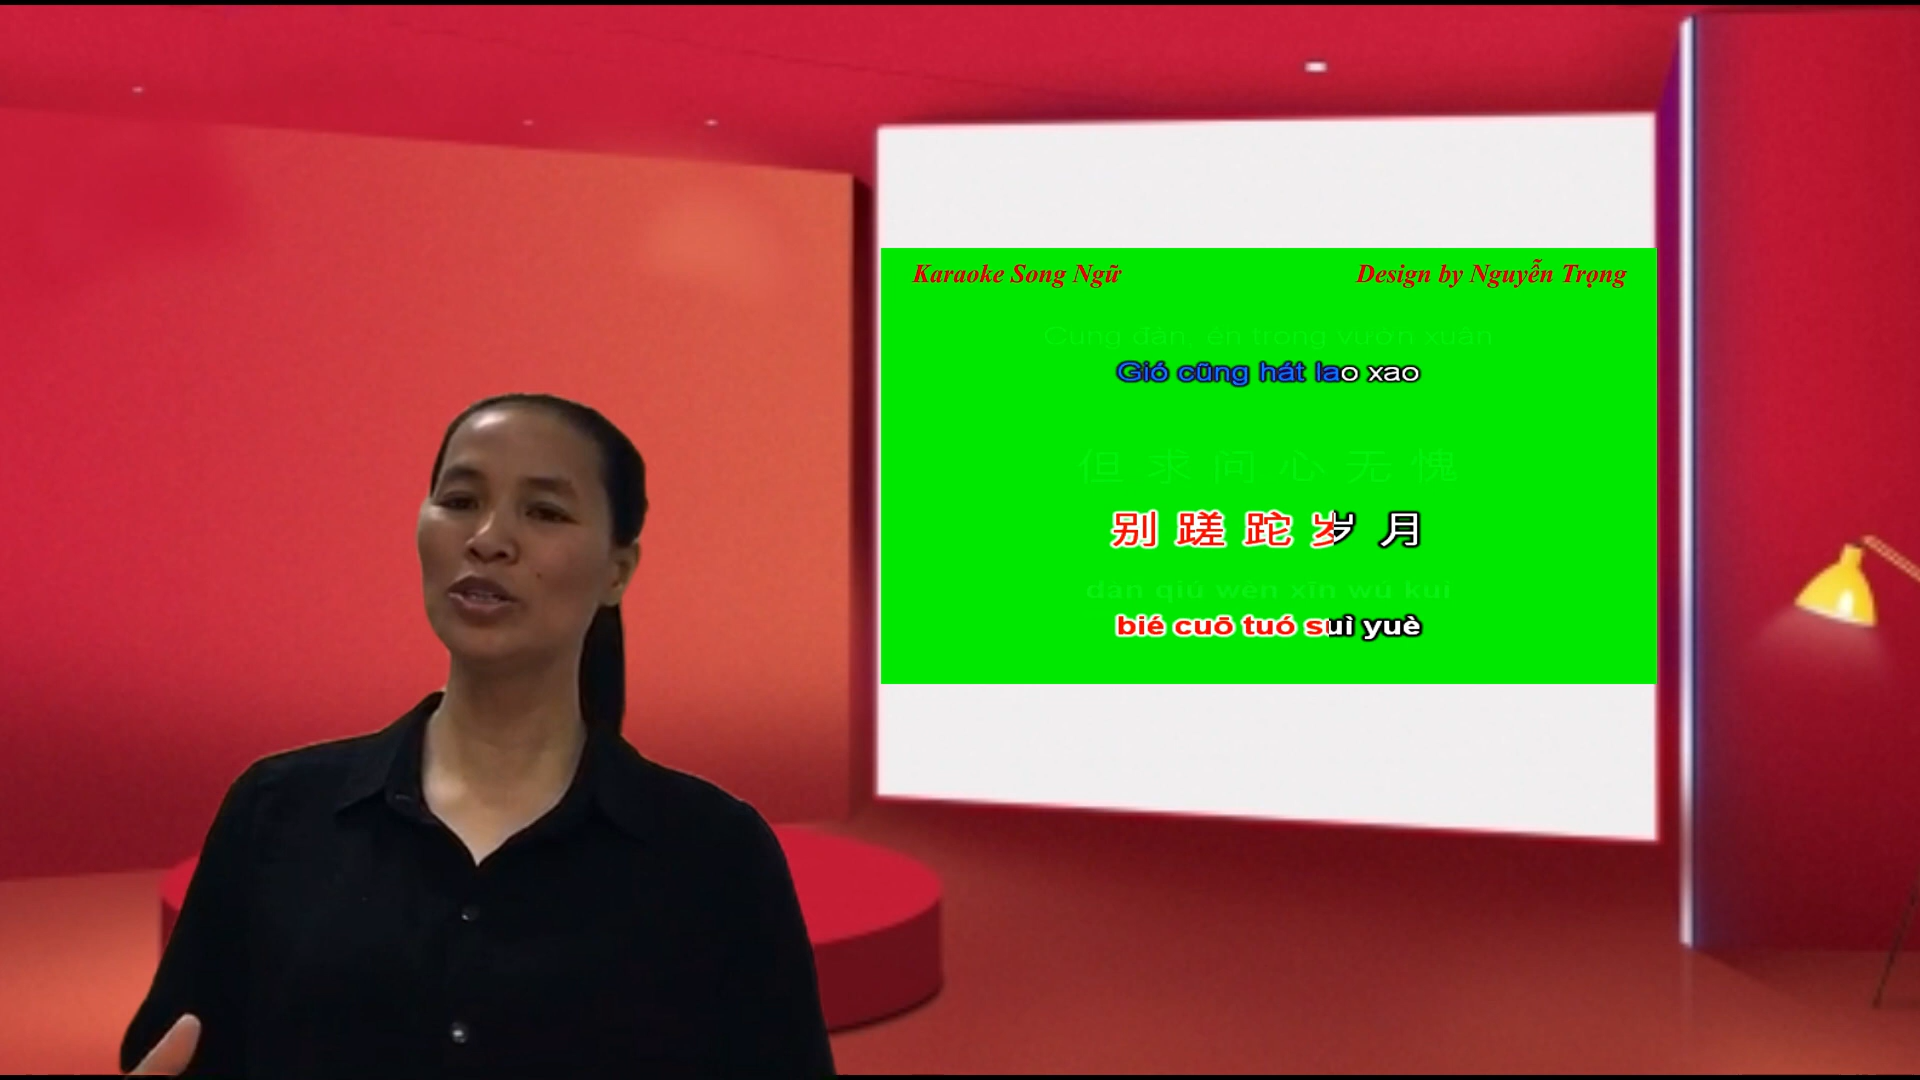 Karaoke Song Ngữ
Design by Nguyễn Trọng
Cung đàn, én trong vườn xuân
Gió cũng hát lao xao
但求问心无愧
别蹉跎岁月
dàn qiú wèn xīn wú kuì
bié cuō tuó suì yuè